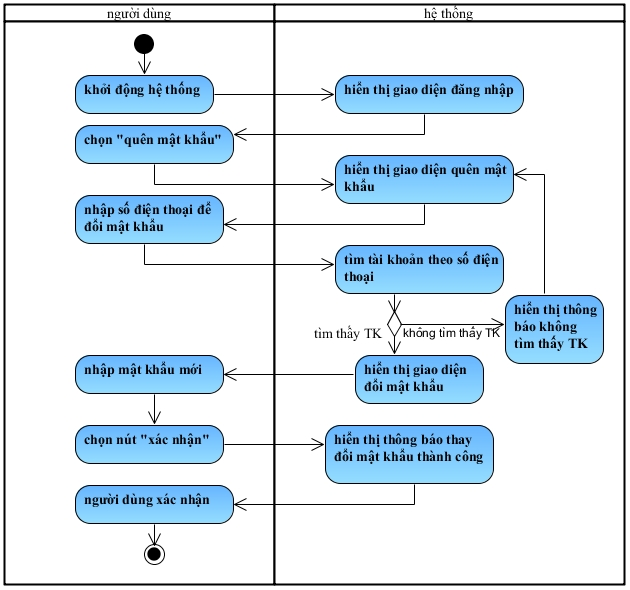 người dùng
hệ thống
khởi động hệ thống
hiển thị giao diện đăng nhập
chọn "quên mật khẩu"
hiển thị giao diện quên mật
khẩu
nhập số điện thoại để
đổi mật khẩu
tìm tài khoản theo số điện
thoại
tìm thấy TK
không tìm thấy TK
hiển thị thông
báo không
tìm thấy TK
hiển thị giao diện
đổi mật khẩu
nhập mật khẩu mới
chọn nút "xác nhận"
hiển thị thông báo thay
đổi mật khẩu thành công
người dùng xác nhận